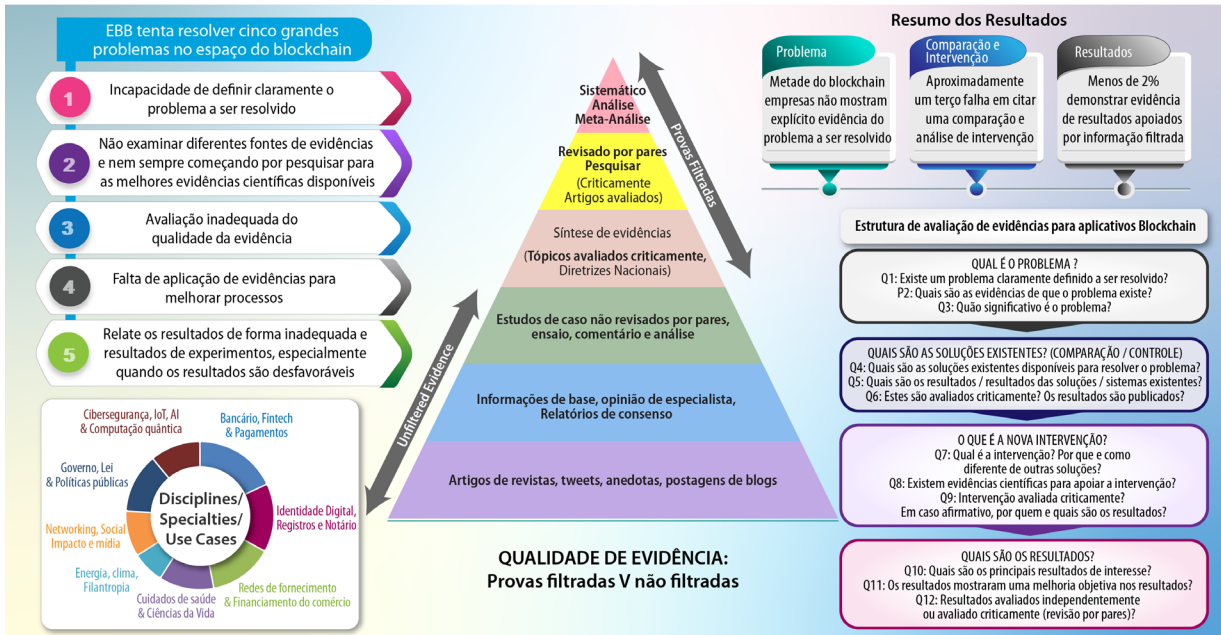 EBB tenta resolver cinco grandes
problemas no espaço do blockchain
1
Incapacidade de definir claramente o
problema a ser resolvido
2
Não examinar diferentes fontes de evidências
e nem sempre começando por pesquisar para
as melhores evidências científicas disponíveis
3
Avaliação inadequada do
qualidade da evidência
4
Falta de aplicação de evidências para
melhorar processos
5
Relate os resultados de forma inadequada e
resultados de experimentos, especialmente
quando os resultados são desfavoráveis
Cibersegurança, IoT, AI
& Computação quântica
Bancário, Fintech
& Pagamentos
Governo, Lei
& Políticas públicas
Identidade Digital,
Registros e Notário
Networking, Social
Impacto e mídia
Energia, clima,
Filantropia
Cuidados de saúde
& Ciências da Vida
Redes de fornecimento
& Financiamento do comércio
Disciplines/
Specialties/
Use Cases
Sistemático
Análise
Meta-Análise
Revisado por pares
Pesquisar
(Criticamente
Artigos avaliados)
Síntese de evidências
(Tópicos avaliados criticamente,
Diretrizes Nacionais)
Estudos de caso não revisados por pares,
ensaio, comentário e análise
Informações de base, opinião de especialista,
Relatórios de consenso
Artigos de revistas, tweets, anedotas, postagens de blogs
Provas Filtradas
Unfiltered Evidence
QUALIDADE DE EVIDÊNCIA:
Provas filtradas V não filtradas
Resumo dos Resultados
Problema
Metade do blockchain
empresas não mostram
explícito evidência do
problema a ser resolvido
Comparação e
Intervenção
Aproximadamente
um terço falha em citar
uma comparação e
análise de intervenção
Resultados
Menos de 2%
demonstrar evidência
de resultados apoiados
por informação filtrada
Estrutura de avaliação de evidências para aplicativos Blockchain
QUAL É O PROBLEMA ?
Q1: Existe um problema claramente definido a ser resolvido?
P2: Quais são as evidências de que o problema existe?
Q3: Quão significativo é o problema?
QUAIS SÃO AS SOLUÇÕES EXISTENTES? (COMPARAÇÃO / CONTROLE)
Q4: Quais são as soluções existentes disponíveis para resolver o problema?
Q5: Quais são os resultados / resultados das soluções / sistemas existentes?
Q6: Estes são avaliados criticamente? Os resultados são publicados?
O QUE É A NOVA INTERVENÇÃO?
Q7: Qual é a intervenção? Por que e como
diferente de outras soluções?
Q8: Existem evidências científicas para apoiar a intervenção?
Q9: Intervenção avaliada criticamente?
Em caso afirmativo, por quem e quais são os resultados?
QUAIS SÃO OS RESULTADOS?
Q10: Quais são os principais resultados de interesse?
Q11: Os resultados mostraram uma melhoria objetiva nos resultados?
Q12: Resultados avaliados independentemente
ou avaliado criticamente (revisão por pares)?